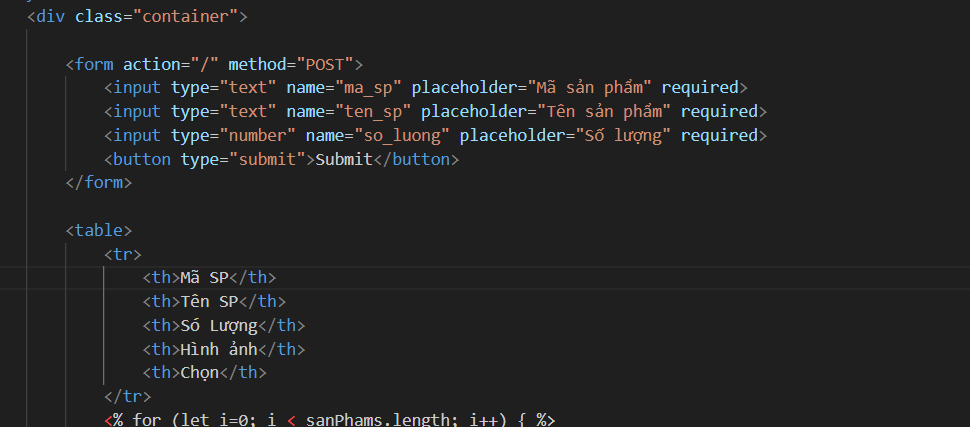 <div class="container">
<form action="/" method="POST">
<input type="text" name="ma_sp" placeholder="Mã sản phẩm" required>
<input type="text" name="ten_sp" placeholder="Tên sản phẩm" required>
<input type="number" name="so_luong" placeholder="Số lượng" required>
<button type="submit">Submit</button>
</form>
<table>
<tr>
<th>Mã SP</th>
<th>Tên SP</th>
<th>Só Lượng</th>
<th>Hình ảnh</th>
<th>Chọn</th>
</tr>
<% for (let i=0; i < sanPhams.length; i++) { %>